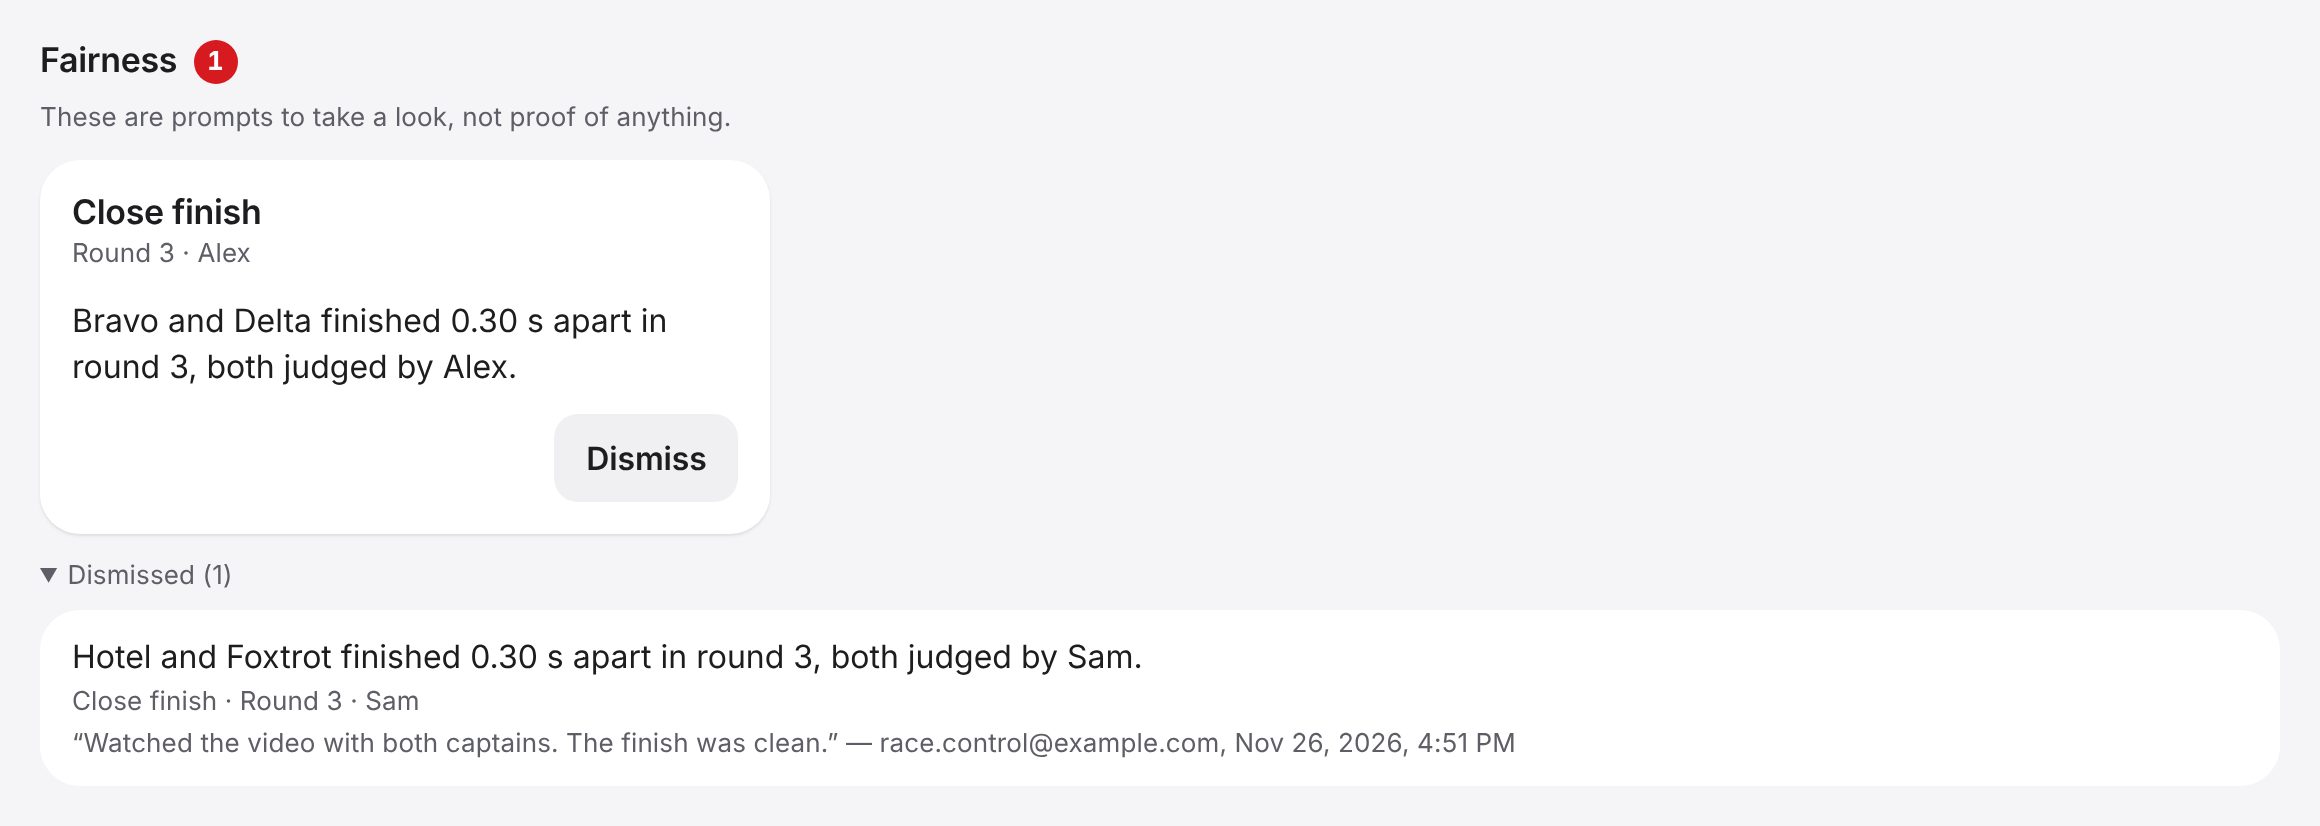 Fairness 1
These are prompts to take a look, not proof of anything.
Close finish
Round 3 · Alex
Bravo and Delta finished 0.30 s apart in
round 3, both judged by Alex.
Dismiss
▼ Dismissed (1)
Hotel and Foxtrot finished 0.30 s apart in round 3, both judged by Sam.
Close finish · Round 3 · Sam
“Watched the video with both captains. The finish was clean.” — race.control@example.com, Nov 26, 2026, 4:51 PM